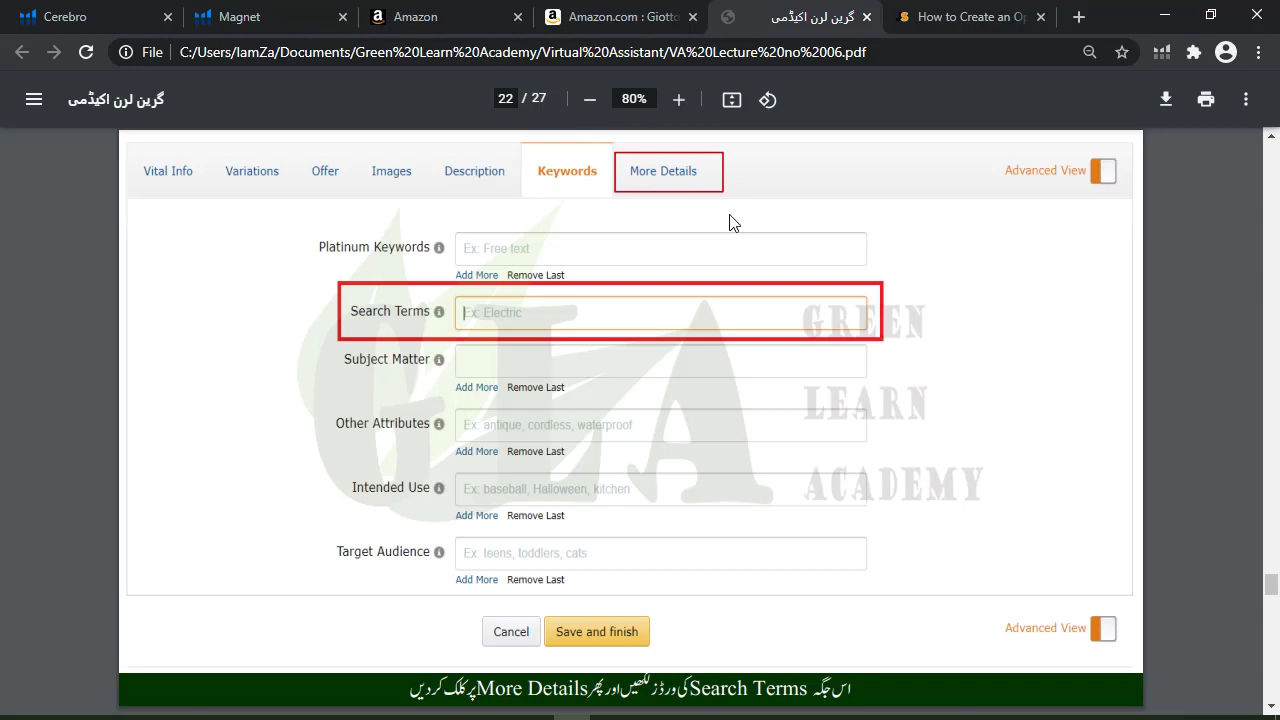 Cerebro
Magnet
Amazon
Amazon.com : Giotto
گرین لرن اکیڈمی
How to Create an Op
File
C:/Users/IamZa/Documents/Green%20Learn%20Academy/Virtual%20Assistant/VA%20Lecture%20no%2006.pdf
گرین لرن اکیڈمی
22 / 27
80%
Vital Info
Variations
Offer
Images
Description
Keywords
More Details
Advanced View
Platinum Keywords
Ex: Free text
Add More Remove Last
Search Terms
Ex: Electric
Subject Matter
Add More Remove Last
Other Attributes
Ex: antique, cordless, waterproof
Add More Remove Last
Intended Use
Ex: baseball, Halloween, kitchen
Add More Remove Last
Target Audience
Ex: teens, toddlers, cats
Add More Remove Last
GLA
GREEN
LEARN
ACADEMY
Cancel
Save and finish
Advanced View
اس جگہ Search Terms کی ورڈز لکھیں اور پھر More Details پر کلک کر دیں